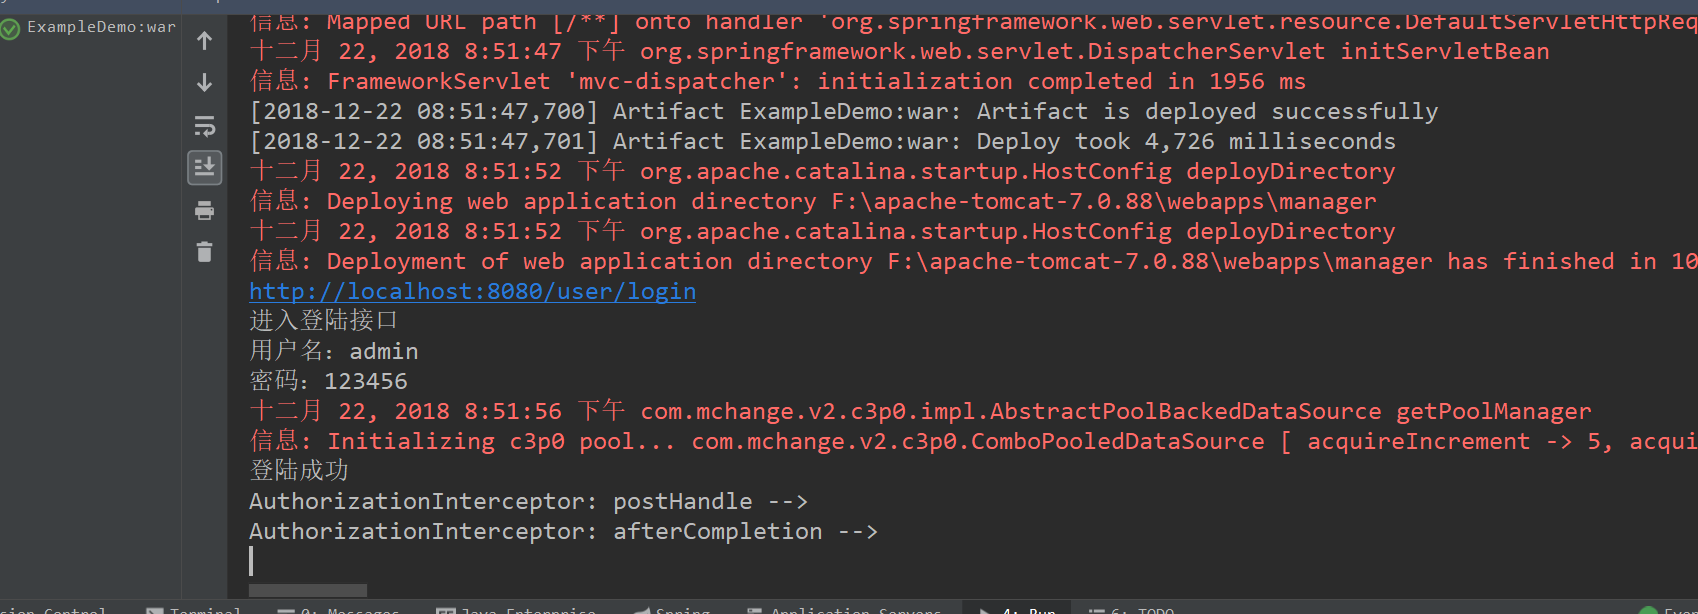 ExampleDemo:war
信息: Mapped URL path [/**] onto handler 'org.springframework.web.servlet.resource.DefaultServletHttpReq
十二月 22, 2018 8:51:47 下午 org.springframework.web.servlet.DispatcherServlet initServletBean
信息: FrameworkServlet 'mvc-dispatcher': initialization completed in 1956 ms
[2018-12-22 08:51:47,700] Artifact ExampleDemo:war: Artifact is deployed successfully
[2018-12-22 08:51:47,701] Artifact ExampleDemo:war: Deploy took 4,726 milliseconds
十二月 22, 2018 8:51:52 下午 org.apache.catalina.startup.HostConfig deployDirectory
信息: Deploying web application directory F:\apache-tomcat-7.0.88\webapps\manager
十二月 22, 2018 8:51:52 下午 org.apache.catalina.startup.HostConfig deployDirectory
信息: Deployment of web application directory F:\apache-tomcat-7.0.88\webapps\manager has finished in 10
http://localhost:8080/user/login
进入登陆接口
用户名：admin
密码：123456
十二月 22, 2018 8:51:56 下午 com.mchange.v2.c3p0.impl.AbstractPoolBackedDataSource getPoolManager
信息: Initializing c3p0 pool... com.mchange.v2.c3p0.ComboPooledDataSource [ acquireIncrement -> 5, acqui
登陆成功
AuthorizationInterceptor: postHandle -->
AuthorizationInterceptor: afterCompletion -->
sion Control Terminal 0: Messages Java Enterprise Spring Application Servers 4: Run 6: TODO Even